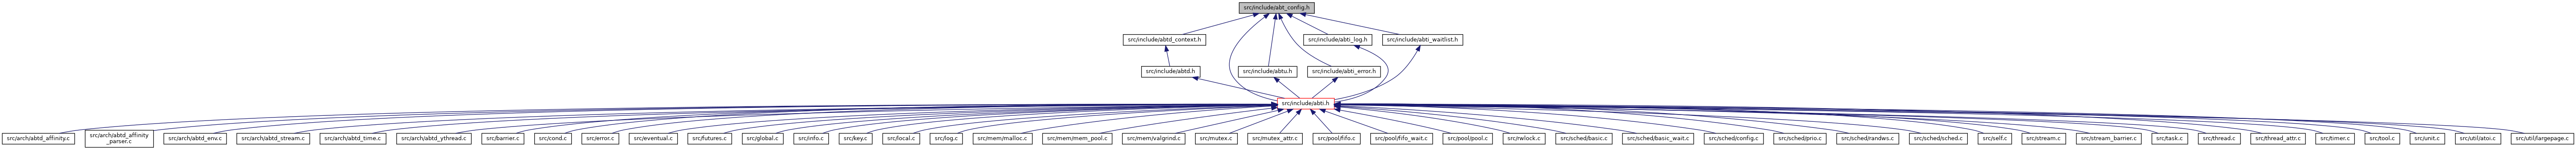 src/include/abt_config.h
src/include/abtd_context.h
src/include/abti_log.h
src/include/abti_waitlist.h
src/include/abtd.h
src/include/abtu.h
src/include/abti_error.h
src/include/abti.h
src/arch/abtd_affinity.c
src/arch/abtd_affinity
_parser.c
src/arch/abtd_env.c
src/arch/abtd_stream.c
src/arch/abtd_time.c
src/arch/abtd_ythread.c
src/barrier.c
src/cond.c
src/error.c
src/eventual.c
src/futures.c
src/global.c
src/info.c
src/key.c
src/local.c
src/log.c
src/mem/malloc.c
src/mem/mem_pool.c
src/mem/valgrind.c
src/mutex.c
src/mutex_attr.c
src/pool/fifo.c
src/pool/fifo_wait.c
src/pool/pool.c
src/rwlock.c
src/sched/basic.c
src/sched/basic_wait.c
src/sched/config.c
src/sched/prio.c
src/sched/randws.c
src/sched/sched.c
src/self.c
src/stream.c
src/stream_barrier.c
src/task.c
src/thread.c
src/thread_attr.c
src/timer.c
src/tool.c
src/unit.c
src/util/atoi.c
src/util/largepage.c